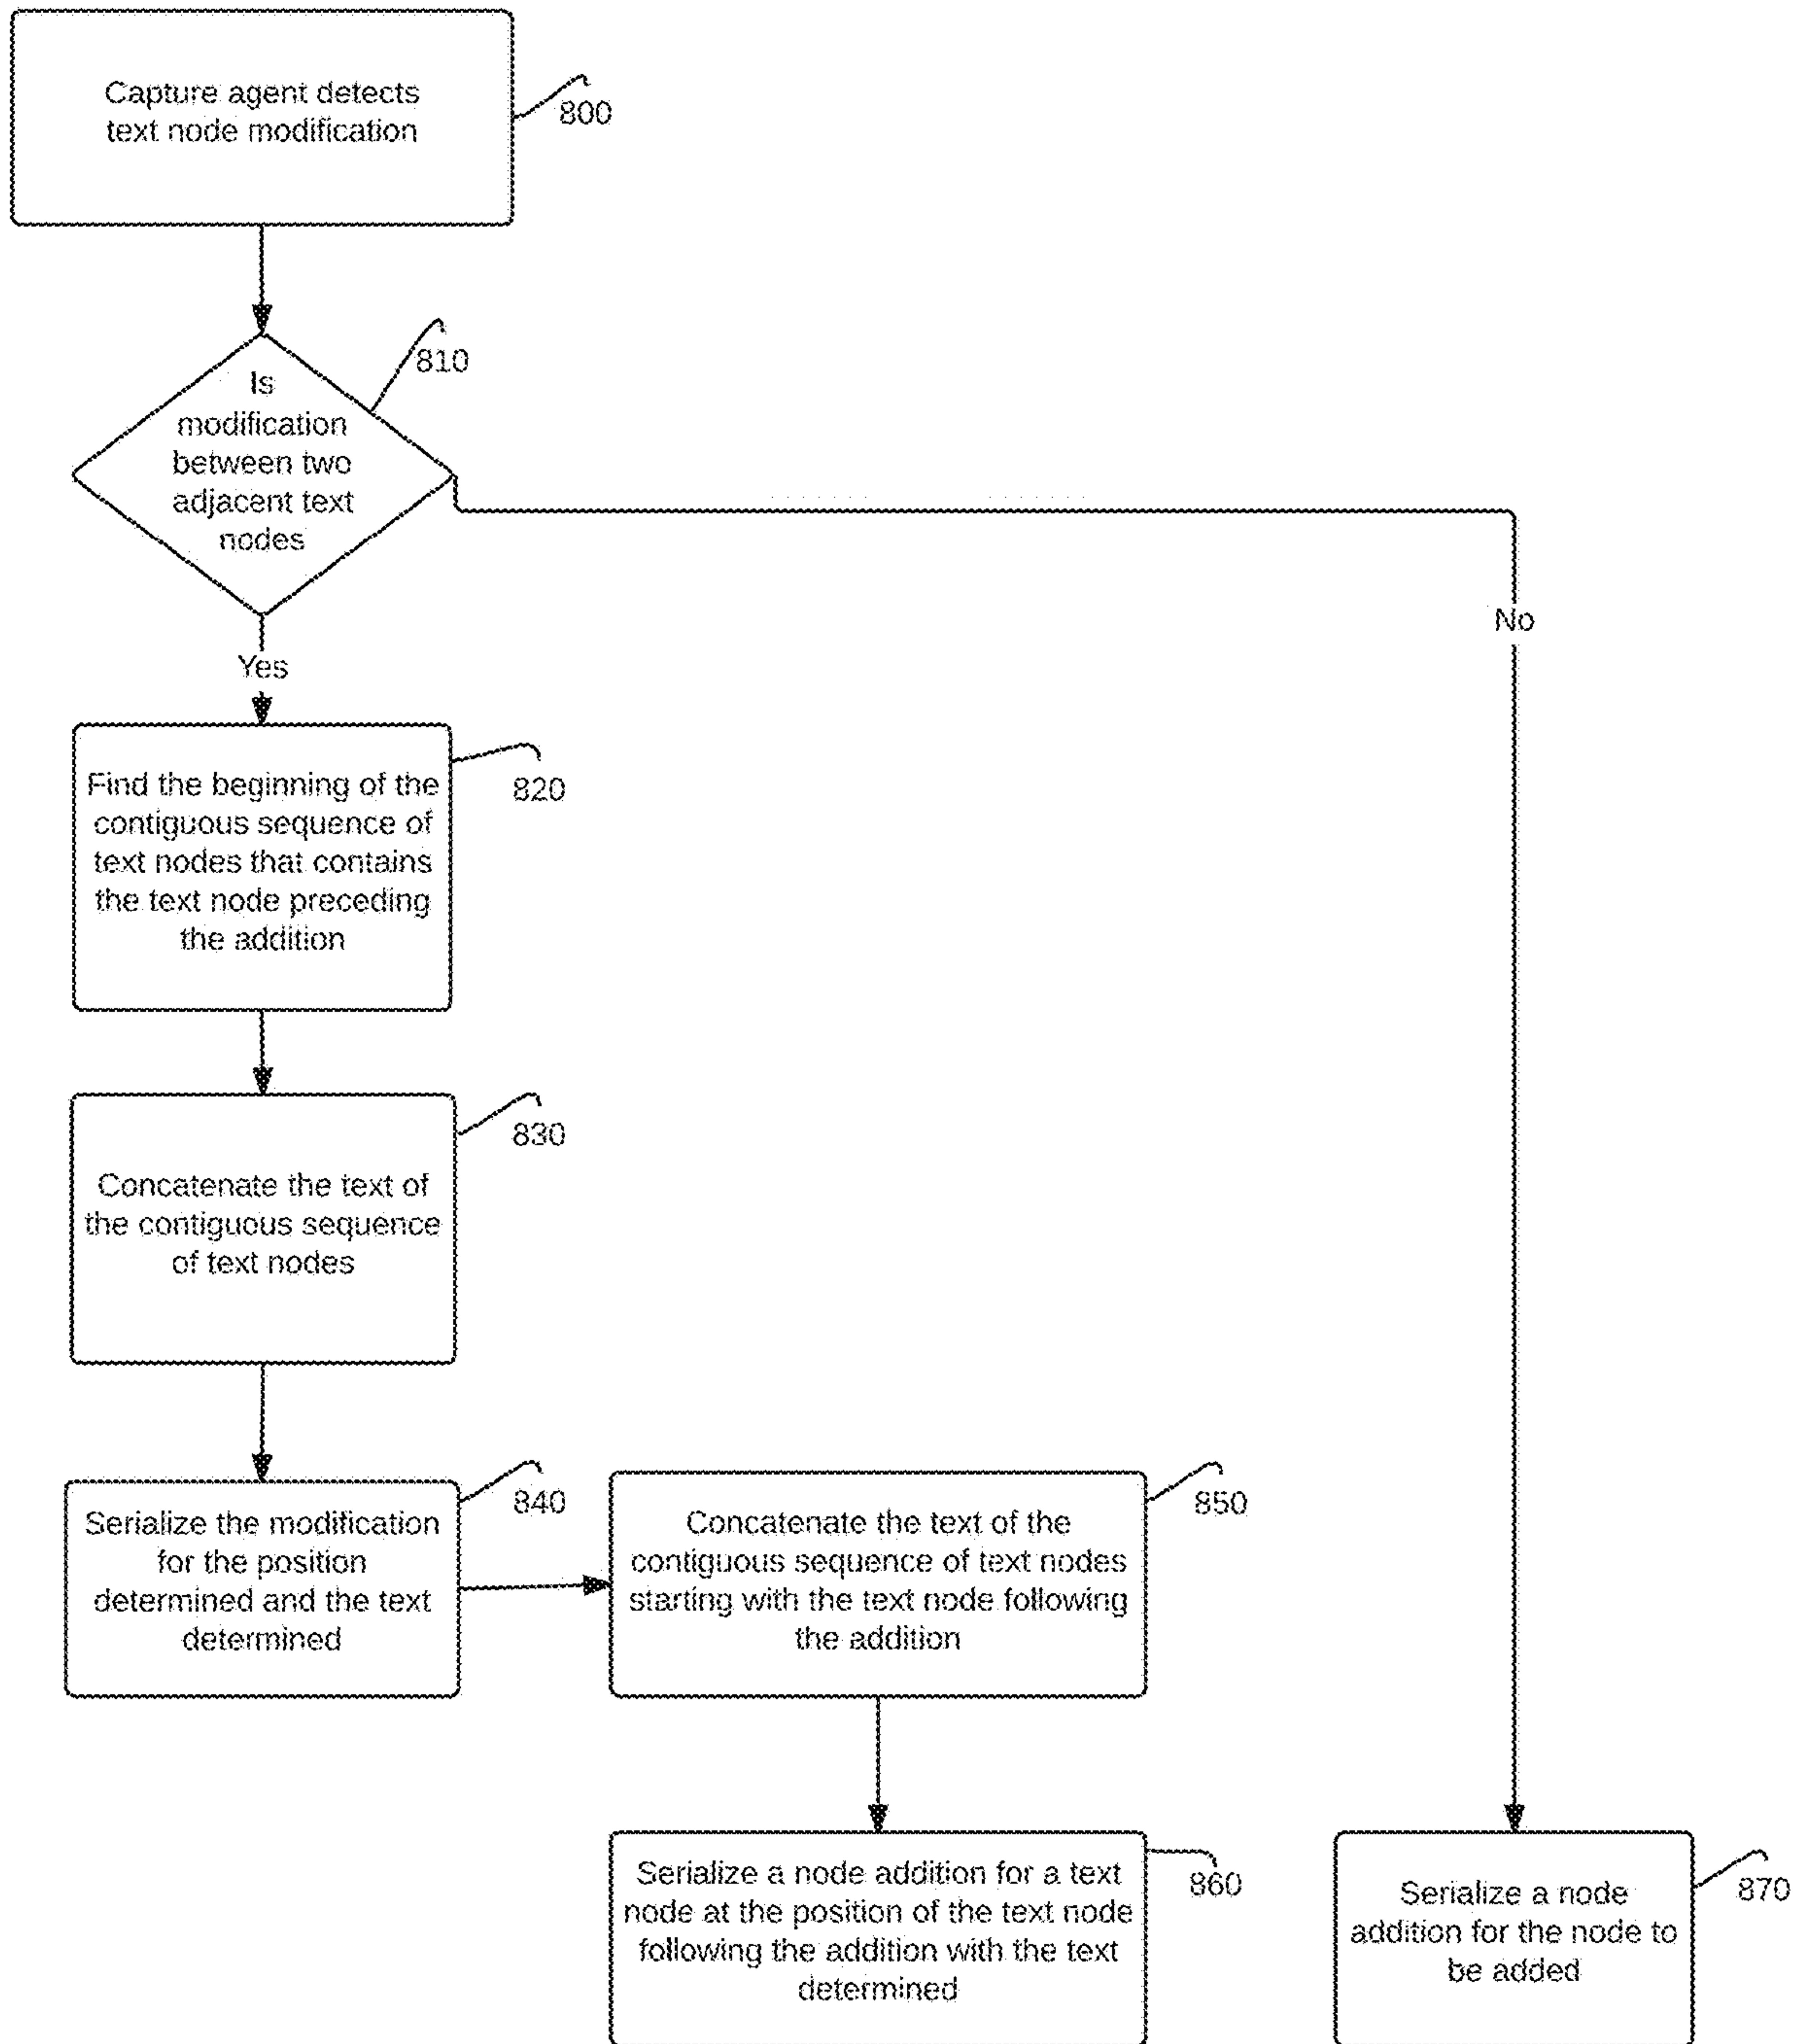 Capture agent detects
text node modification
800
810
Is
modification
between two
adjacent text
nodes
No
Yes
820
Find the beginning of the
contiguous sequence of
text nodes that contains
the text node preceding
the addition
830
Concatenate the text of
the contiguous sequence
of text nodes
840
Serialize the modification
for the position
determined and the text
determined
850
Concatenate the text of the
contiguous sequence of text nodes
starting with the text node following
the addition
860
Serialize a node addition for a text
node at the position of the text node
following the addition with the text
determined
870
Serialize a node
addition for the node to
be added